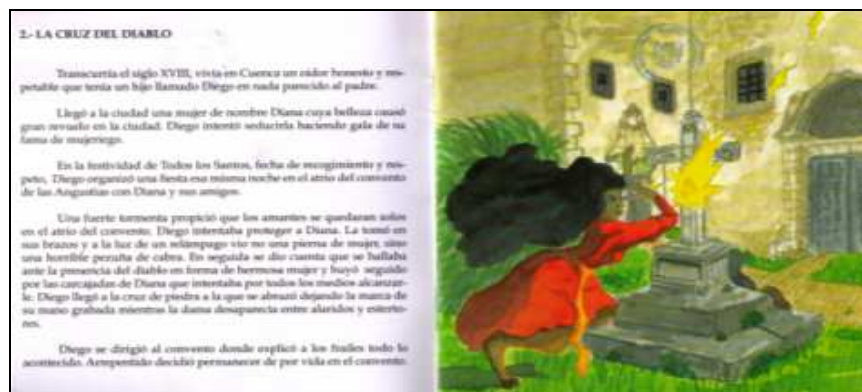 2.- LA CRUZ DEL DIABLO
Transcurría el siglo XVIII, vivía en Cuenca un oidor honesto y res-
petable que tenía un hijo llamado Diego en nada parecido al padre.
Llegó a la ciudad una mujer de nombre Diana cuya belleza causó
gran revuelo en la ciudad. Diego intentó seducirla haciendo gala de su
fama de mujeriego.
En la festividad de Todos los Santos, fecha de recogimiento y res-
peto, Diego organizó una fiesta esa misma noche en el atrio del convento
de las Angustias con Diana y sus amigos.
Una fuerte tormenta propició que los amantes se quedaran solos
en el atrio del convento. Diego intentaba proteger a Diana. La tomó en
sus brazos y a la luz de un relámpago vio no una pierna de mujer, sino
una horrible pezuña de cabra. En seguida se dio cuenta que se hallaba
ante la presencia del diablo en forma de hermosa mujer y huyó seguido
por las carcajadas de Diana que intentaba por todos los medios alcanzar-
le. Diego llegó a la cruz de piedra a la que se abrazó dejando la marca de
su mano grabada mientras la dama desaparecía entre alaridos y esterto-
res.
Diego se dirigió al convento donde explicó a los frailes todo lo
acontecido. Arrepentido decidió permanecer de por vida en el convento.